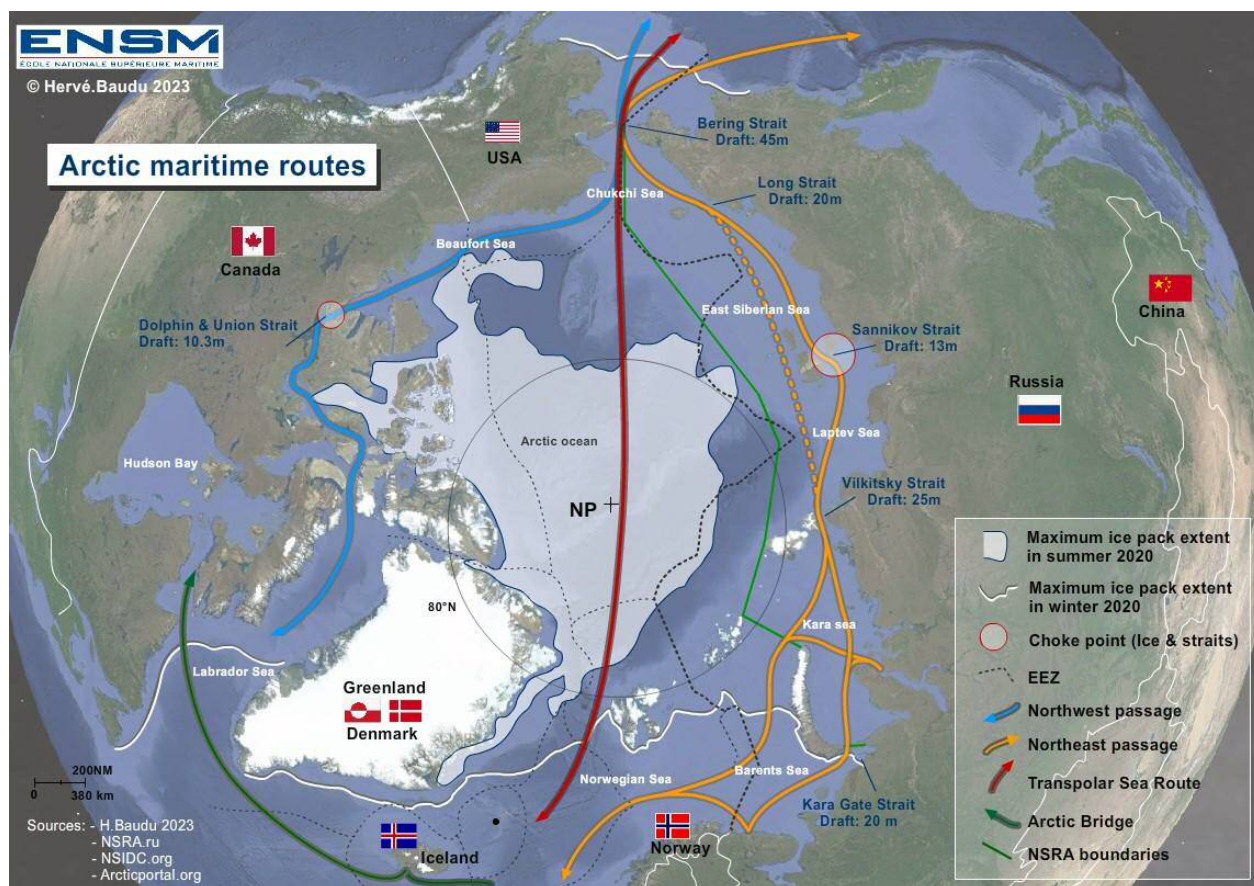 ENSM
ÉCOLE NATIONALE SUPÉRIEURE MARITIME
© Hervé.Baudu 2023
Arctic maritime routes
USA
Bering Strait
Draft: 45m
Long Strait
Draft: 20m
Chukchi Sea
Beaufort Sea
Canada
China
East Siberian Sea
Dolphin & Union Strait
Draft: 10.3m
Sannikov Strait
Draft: 13m
Russia
Laptev Sea
Arctic ocean
Hudson Bay
Vilkitsky Strait
Draft: 25m
NP
80°N
Kara sea
Labrador Sea
Greenland
Denmark
Norwegian Sea
Barents Sea
Kara Gate Strait
Draft: 20 m
Iceland
Norway
200NM
0 380 km
Sources: - H.Baudu 2023
- NSRA.ru
- NSIDC.org
- Arcticportal.org
Maximum ice pack extent
in summer 2020
Maximum ice pack extent
in winter 2020
Choke point (Ice & straits)
EEZ
Northwest passage
Northeast passage
Transpolar Sea Route
Arctic Bridge
NSRA boundaries